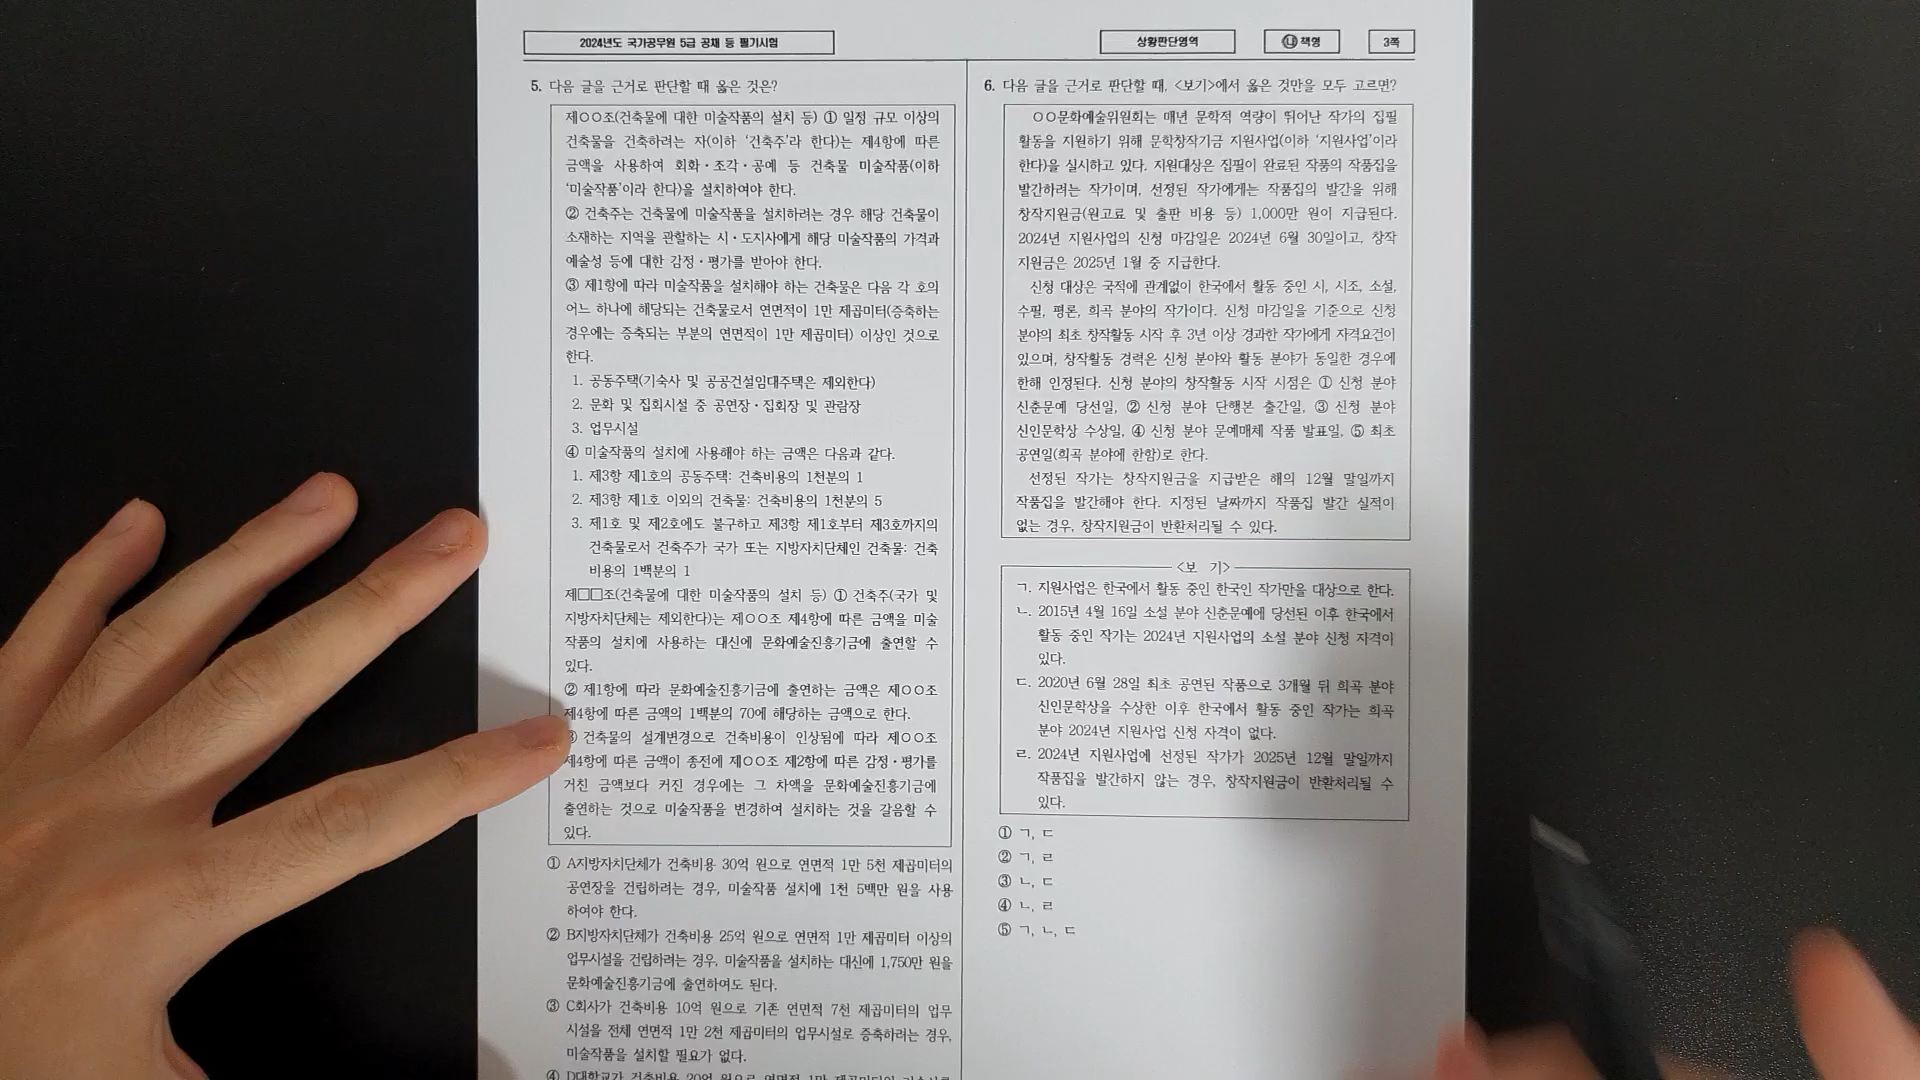 2024년도 국가공무원 5급 공채 등 필기시험
상황판단영역
나 책형
3쪽
5. 다음 글을 근거로 판단할 때 옳은 것은?
제○○조(건축물에 대한 미술작품의 설치 등) ① 일정 규모 이상의
건축물을 건축하려는 자(이하 ‘건축주’라 한다)는 제4항에 따른
금액을 사용하여 회화・조각・공예 등 건축물 미술작품(이하
‘미술작품’이라 한다)을 설치하여야 한다.
② 건축주는 건축물에 미술작품을 설치하려는 경우 해당 건축물이
소재하는 지역을 관할하는 시・도지사에게 해당 미술작품의 가격과
예술성 등에 대한 감정・평가를 받아야 한다.
③ 제1항에 따라 미술작품을 설치해야 하는 건축물은 다음 각 호의
어느 하나에 해당되는 건축물로서 연면적이 1만 제곱미터(증축하는
경우에는 증축되는 부분의 연면적이 1만 제곱미터) 이상인 것으로
한다.
1. 공동주택(기숙사 및 공공건설임대주택은 제외한다)
2. 문화 및 집회시설 중 공연장・집회장 및 관람장
3. 업무시설
④ 미술작품의 설치에 사용해야 하는 금액은 다음과 같다.
1. 제3항 제1호의 공동주택: 건축비용의 1천분의 1
2. 제3항 제1호 이외의 건축물: 건축비용의 1천분의 5
3. 제1호 및 제2호에도 불구하고 제3항 제1호부터 제3호까지의
건축물로서 건축주가 국가 또는 지방자치단체인 건축물: 건축
비용의 1백분의 1
제□□조(건축물에 대한 미술작품의 설치 등) ① 건축주(국가 및
지방자치단체는 제외한다)는 제○○조 제4항에 따른 금액을 미술
작품의 설치에 사용하는 대신에 문화예술진흥기금에 출연할 수
있다.
② 제1항에 따라 문화예술진흥기금에 출연하는 금액은 제○○조
제4항에 따른 금액의 1백분의 70에 해당하는 금액으로 한다.
③ 건축물의 설계변경으로 건축비용이 인상됨에 따라 제○○조
제4항에 따른 금액이 종전에 제○○조 제2항에 따른 감정・평가를
거친 금액보다 커진 경우에는 그 차액을 문화예술진흥기금에
출연하는 것으로 미술작품을 변경하여 설치하는 것을 갈음할 수
있다.
① A지방자치단체가 건축비용 30억 원으로 연면적 1만 5천 제곱미터의
공연장을 건립하려는 경우, 미술작품 설치에 1천 5백만 원을 사용
하여야 한다.
② B지방자치단체가 건축비용 25억 원으로 연면적 1만 제곱미터 이상의
업무시설을 건립하려는 경우, 미술작품을 설치하는 대신에 1,750만 원을
문화예술진흥기금에 출연하여도 된다.
③ C회사가 건축비용 10억 원으로 기존 연면적 7천 제곱미터의 업무
시설을 전체 연면적 1만 2천 제곱미터의 업무시설로 증축하려는 경우,
미술작품을 설치할 필요가 없다.
④ D대학교가 건축비용 20억 원으로 연면적 1만 제곱미터의
6. 다음 글을 근거로 판단할 때, <보기>에서 옳은 것만을 모두 고르면?
○○문화예술위원회는 매년 문학적 역량이 뛰어난 작가의 집필
활동을 지원하기 위해 문학창작기금 지원사업(이하 ‘지원사업’이라
한다)을 실시하고 있다. 지원대상은 집필이 완료된 작품의 작품집을
발간하려는 작가이며, 선정된 작가에게는 작품집의 발간을 위해
창작지원금(원고료 및 출판 비용 등) 1,000만 원이 지급된다.
2024년 지원사업의 신청 마감일은 2024년 6월 30일이고, 창작
지원금은 2025년 1월 중 지급한다.
신청 대상은 국적에 관계없이 한국에서 활동 중인 시, 시조, 소설,
수필, 평론, 희곡 분야의 작가이다. 신청 마감일을 기준으로 신청
분야의 최초 창작활동 시작 후 3년 이상 경과한 작가에게 자격요건이
있으며, 창작활동 경력은 신청 분야와 활동 분야가 동일한 경우에
한해 인정된다. 신청 분야의 창작활동 시작 시점은 ① 신청 분야
신춘문예 당선일, ② 신청 분야 단행본 출간일, ③ 신청 분야
신인문학상 수상일, ④ 신청 분야 문예매체 작품 발표일, ⑤ 최초
공연일(희곡 분야에 한함)로 한다.
선정된 작가는 창작지원금을 지급받은 해의 12월 말일까지
작품집을 발간해야 한다. 지정된 날짜까지 작품집 발간 실적이
없는 경우, 창작지원금이 반환처리될 수 있다.
<보 기>
ㄱ. 지원사업은 한국에서 활동 중인 한국인 작가만을 대상으로 한다.
ㄴ. 2015년 4월 16일 소설 분야 신춘문예에 당선된 이후 한국에서
활동 중인 작가는 2024년 지원사업의 소설 분야 신청 자격이
있다.
ㄷ. 2020년 6월 28일 최초 공연된 작품으로 3개월 뒤 희곡 분야
신인문학상을 수상한 이후 한국에서 활동 중인 작가는 희곡
분야 2024년 지원사업 신청 자격이 없다.
ㄹ. 2024년 지원사업에 선정된 작가가 2025년 12월 말일까지
작품집을 발간하지 않는 경우, 창작지원금이 반환처리될 수
있다.
① ㄱ, ㄷ
② ㄱ, ㄹ
③ ㄴ, ㄷ
④ ㄴ, ㄹ
⑤ ㄱ, ㄴ, ㄷ